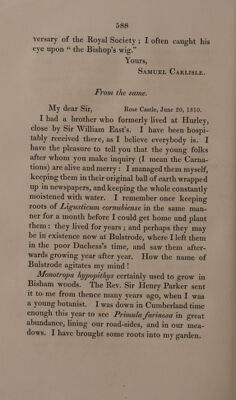 588
versary of the Royal Society; I often caught his
eye upon “ the Bishop's wig.”
Yours,
SAMUEL CARLISLE.
From the same.
My dear Sir, Rose Castle, June 20, 1810.
I had a brother who formerly lived at Hurley,
close by Sir William East's. I have been hospi-
tably received there, as I believe everybody is. I
have the pleasure to tell you that the young folks
after whom you make inquiry (I mean the Carna-
tions) are alive and merry : I managed them myself,
keeping them in their original ball of earth wrapped
up in newspapers, and keeping the whole constantly
moistened with water. I remember once keeping
roots of Ligusticum cornubiense in the same man-
ner for a month before I could get home and plant
them : they lived for years; and perhaps they may
be in existence now at Bulstrode, where I left them
in the poor Duchess's time, and saw them after-
wards growing year after year. How the name of
Bulstrode agitates my mind !
Monotropa hypopithys certainly used to grow in
Bisham woods. The Rev. Sir Henry Parker sent
it to me from thence many years ago, when I was
a young botanist. I was down in Cumberland time
enough this year to see Primula farinosa in great
abundance, lining our road-sides, and in our mea-
dows. I have brought some roots into my garden.